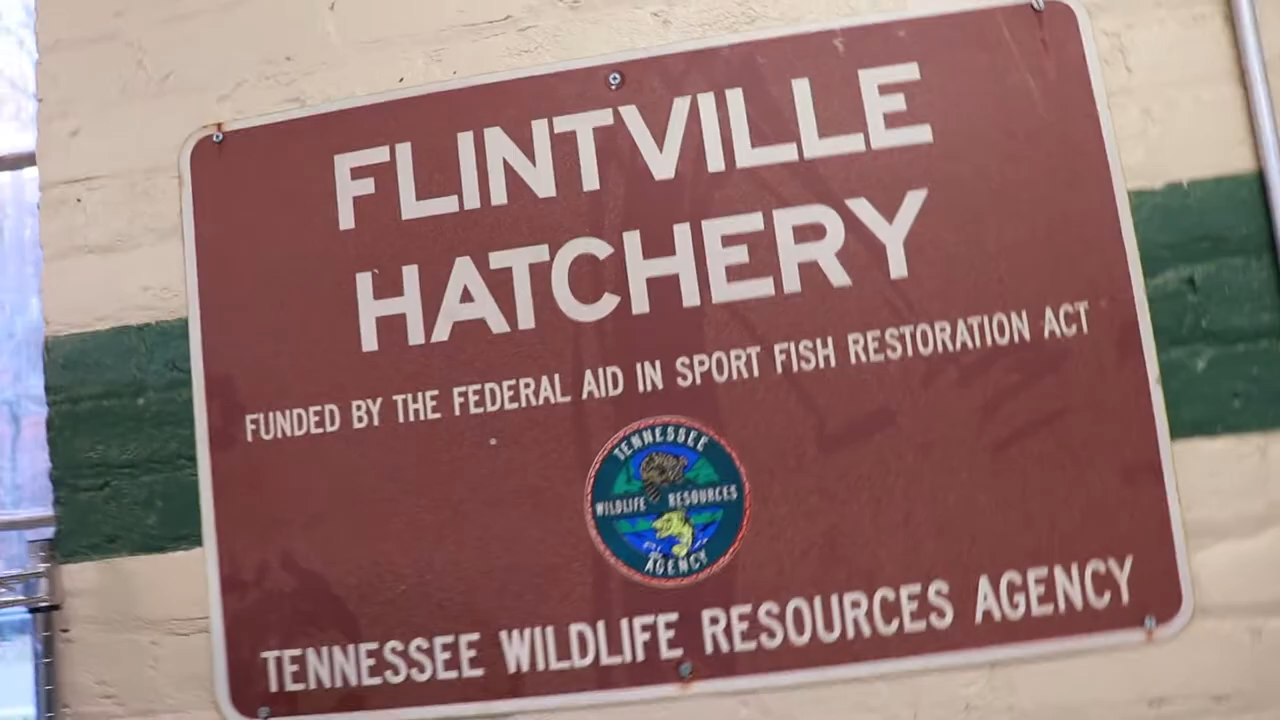 FLINTVILLE
HATCHERY
FUNDED BY THE FEDERAL AID IN SPORT FISH RESTORATION ACT
TENNESSEE
WILDLIFE RESOURCES
AGENCY
TENNESSEE WILDLIFE RESOURCES AGENCY